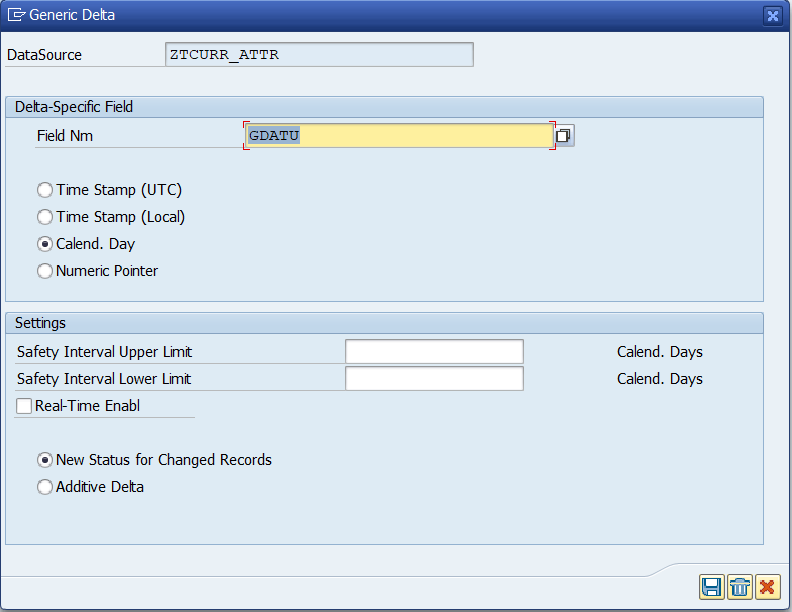 Generic Delta
DataSource ZTCURR_ATTR
Delta-Specific Field
Field Nm GDATU
Time Stamp (UTC)
Time Stamp (Local)
Calend. Day
Numeric Pointer
Settings
Safety Interval Upper Limit Calend. Days
Safety Interval Lower Limit Calend. Days
Real-Time Enabl
New Status for Changed Records
Additive Delta